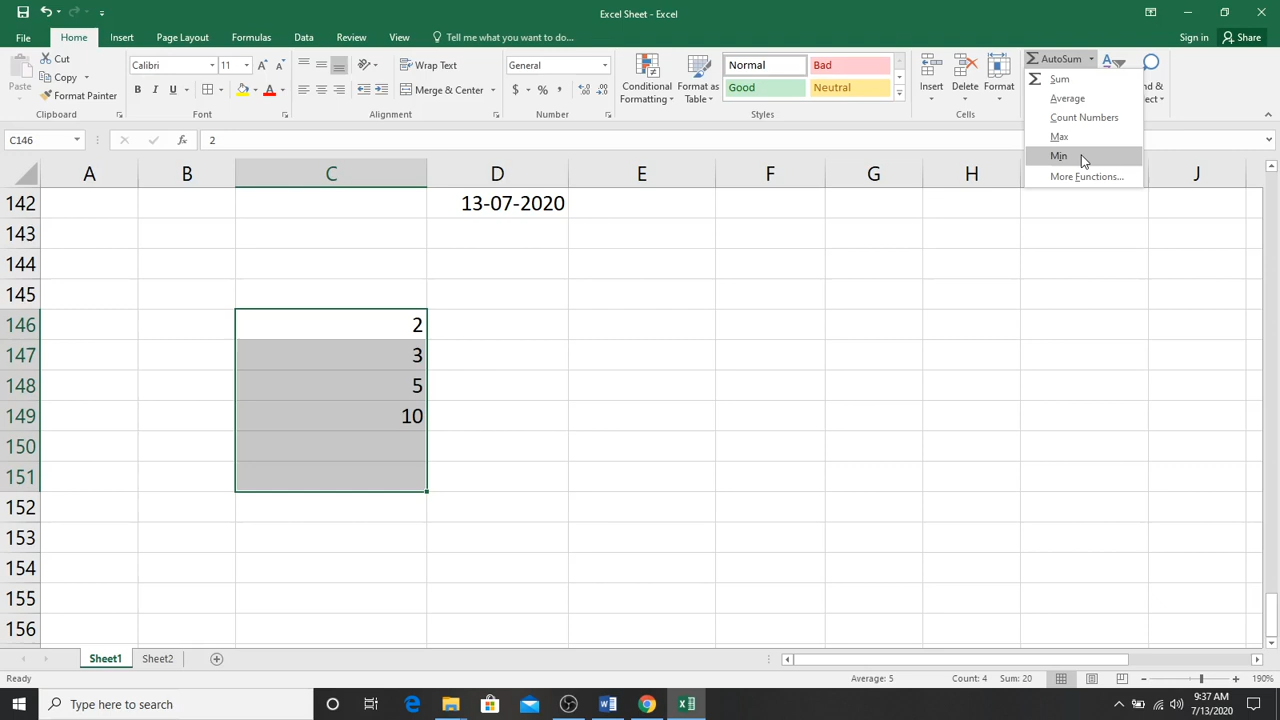 Excel Sheet - Excel
File Home Insert Page Layout Formulas Data Review View Tell me what you want to do... Sign in Share
Paste
Cut
Copy
Format Painter
Clipboard
Calibri 11
B I U
Font
Wrap Text
Merge & Center
Alignment
General
$ % ,
Number
Conditional Formatting
Format as Table
Normal Bad
Good Neutral
Styles
Insert Delete Format
Cells
AutoSum
Sum
Average
Count Numbers
Max
Min
More Functions...
C146 fx 2
A B C D E F G H J
142 13-07-2020
143
144
145
146 2
147 3
148 5
149 10
150
151
152
153
154
155
156
Sheet1 Sheet2
Ready Average: 5 Count: 4 Sum: 20 190%
Type here to search
9:37 AM
7/13/2020